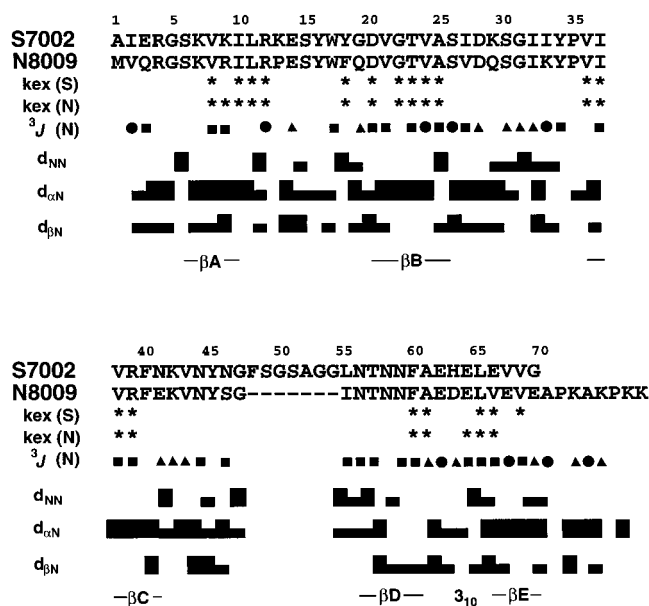 1 5 10 15 20 25 30 35
S7002 AIERGSKVKILRKESYWYGDVGTVASIDKSGIIYPVI
N8009 MVQRGSKVRILRPESYWFQDVGTVASVDQSGIKYPVI
kex (S) * * * * * * * * * * * *
kex (N) * * * * * * * * * * * * *
3J (N)
dNN
dαN
dβN
βA βB
40 45 50 55 60 65 70
S7002 VRFNKVNYNGFSGSAGGLNTNNFAEHELEVVG
N8009 VRFEKVNYSG-------INTNNFAEDELVEVEAPKAKPKK
kex (S) * * * * * * *
kex (N) * * * * * *
3J (N)
dNN
dαN
dβN
βC βD 310 βE